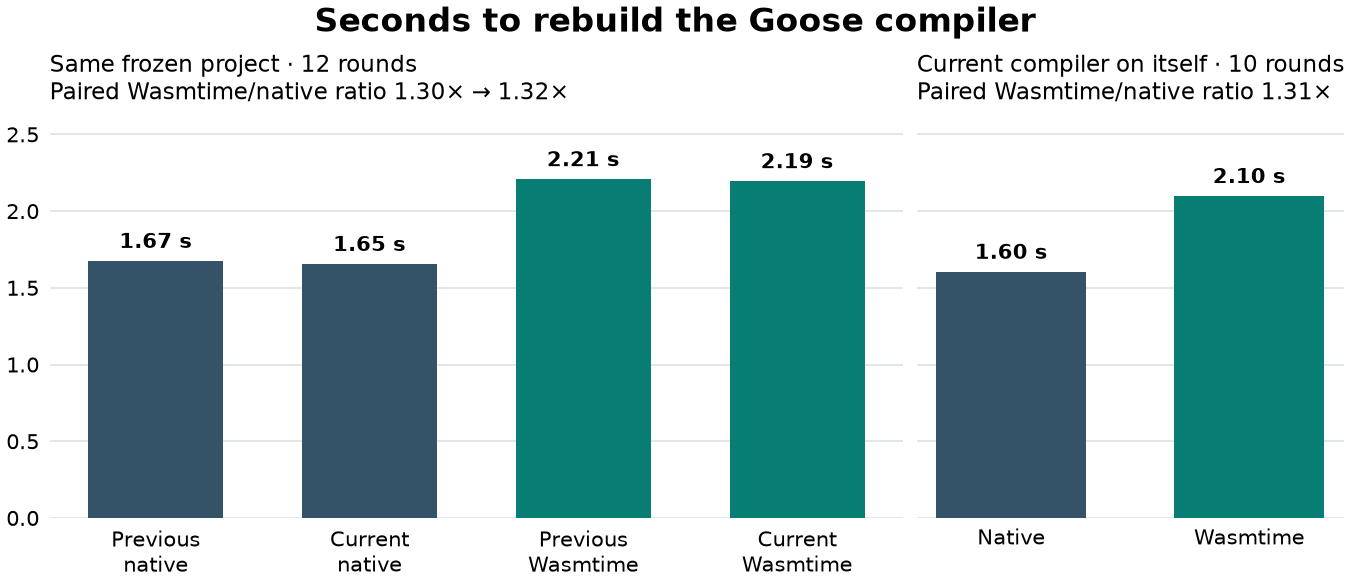 Seconds to rebuild the Goose compiler
Same frozen project · 12 rounds
Paired Wasmtime/native ratio 1.30× → 1.32×
Current compiler on itself · 10 rounds
Paired Wasmtime/native ratio 1.31×
2.5
2.0
1.5
1.0
0.5
0.0
1.67 s
1.65 s
2.21 s
2.19 s
1.60 s
2.10 s
Previous
native
Current
native
Previous
Wasmtime
Current
Wasmtime
Native
Wasmtime